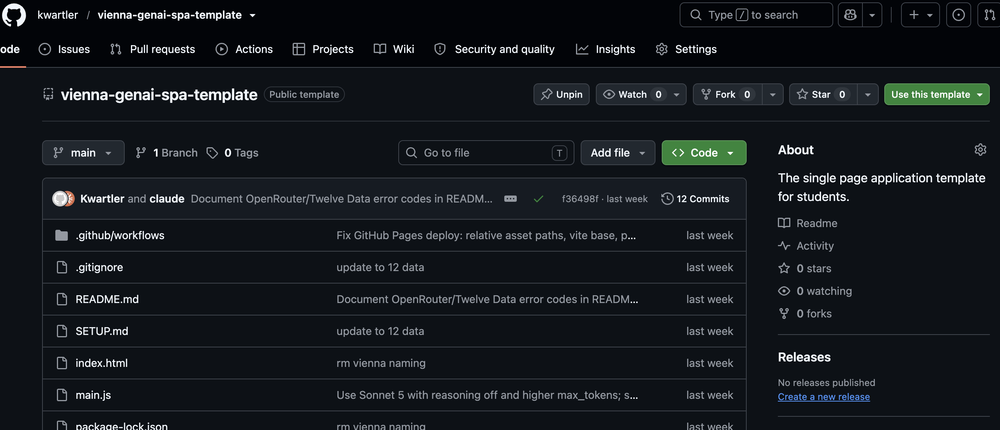 kwartler / vienna-genai-spa-template
Type / to search
ode Issues Pull requests Actions Projects Wiki Security and quality Insights Settings
vienna-genai-spa-template Public template
Unpin Watch 0 Fork 0 Star 0 Use this template
main 1 Branch 0 Tags
Go to file T Add file Code
Kwartler and claude Document OpenRouter/Twelve Data error codes in READM... f36498f · last week 12 Commits
.github/workflows Fix GitHub Pages deploy: relative asset paths, vite base, p... last week
.gitignore update to 12 data last week
README.md Document OpenRouter/Twelve Data error codes in READM... last week
SETUP.md update to 12 data last week
index.html rm vienna naming last week
main.js Use Sonnet 5 with reasoning off and higher max_tokens; s... last week
package-lock.json rm vienna naming last week
About
The single page application template
for students.
Readme
Activity
0 stars
0 watching
0 forks
Releases
No releases published
Create a new release